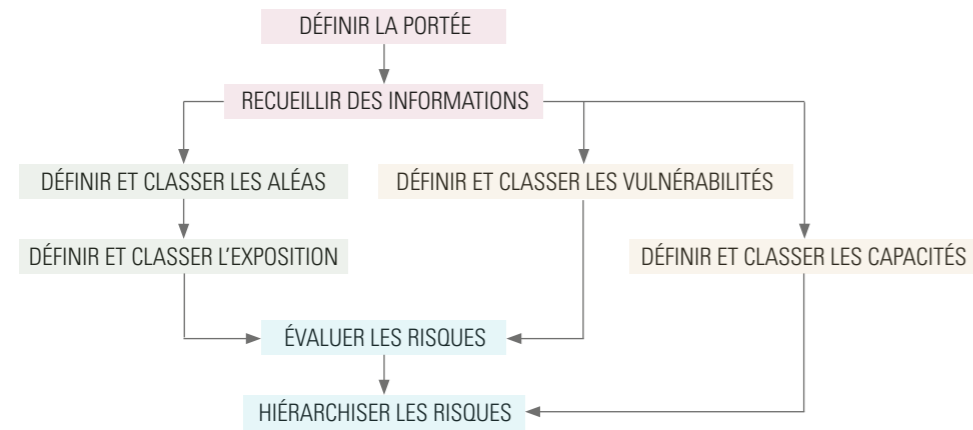 DÉFINIR LA PORTÉE
RECUEILLIR DES INFORMATIONS
DÉFINIR ET CLASSER LES ALÉAS
DÉFINIR ET CLASSER LES VULNÉRABILITÉS
DÉFINIR ET CLASSER L'EXPOSITION
DÉFINIR ET CLASSER LES CAPACITÉS
ÉVALUER LES RISQUES
HIÉRARCHISER LES RISQUES